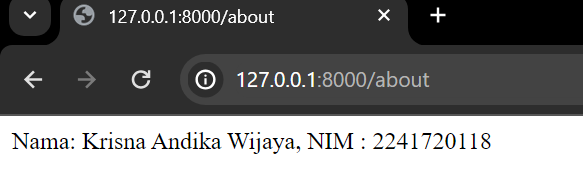 127.0.0.1:8000/about
127.0.0.1:8000/about
Nama: Krisna Andika Wijaya, NIM : 2241720118